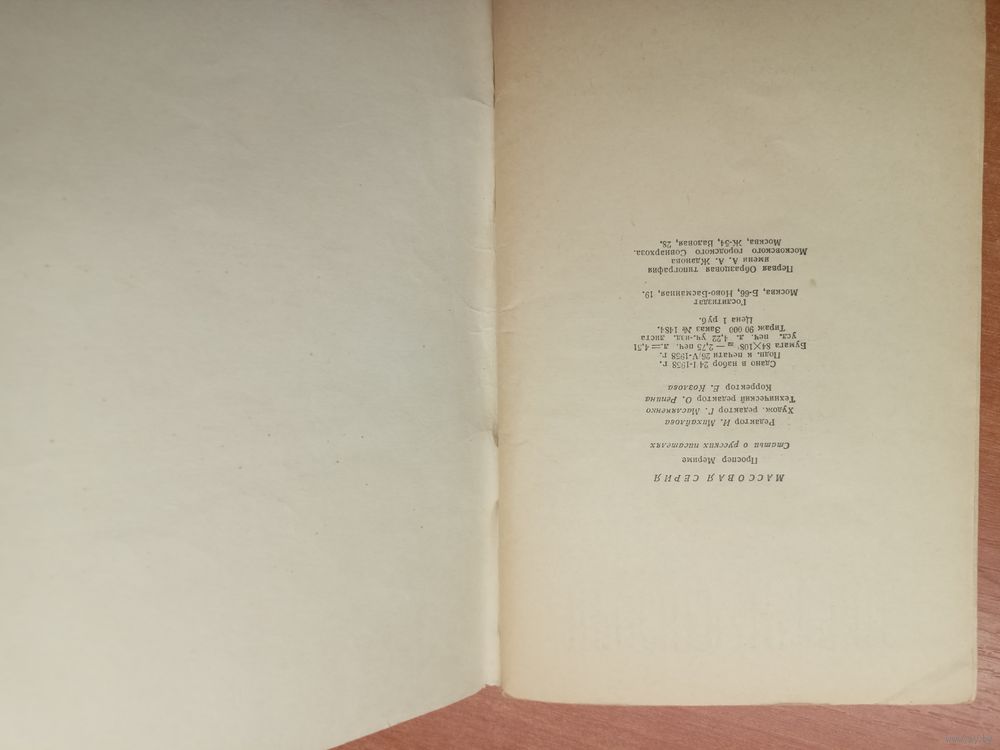 МАССОВАЯ СЕРИЯ
Проспер Мериме
Статьи о русских писателях
Редактор И. Михайлова
Худож. редактор Г. Масляненко
Технический редактор О. Репина
Корректор Е. Козлова
Сдано в набор 24/I-1958 г.
Подп. к печати 26/V-1958 г.
Бумага 84×108¹ — 2,75 печ. л.=4,51
усл. печ. л. 4,22 уч.-изд. листа
Тираж 90 000 Заказ № 1484.
Цена 1 руб.
Гослитиздат
Москва, Б-66, Ново-Басманная, 19.
Первая Образцовая типография
имени А. А. Жданова
Московского городского Совнархоза.
Москва, Ж-54, Валовая, 28.